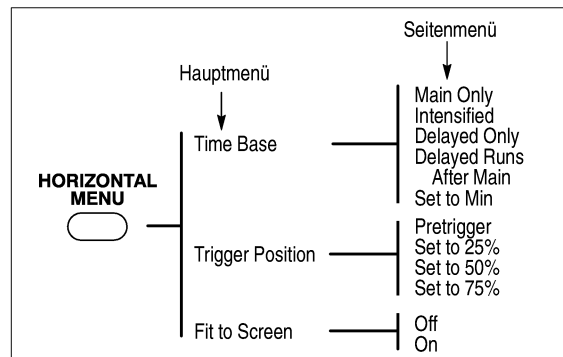 Seitenmenü
Hauptmenü
Main Only
Intensified
Delayed Only
Delayed Runs
After Main
Set to Min
Time Base
HORIZONTAL
MENU
Pretrigger
Set to 25%
Set to 50%
Set to 75%
Trigger Position
Off
On
Fit to Screen